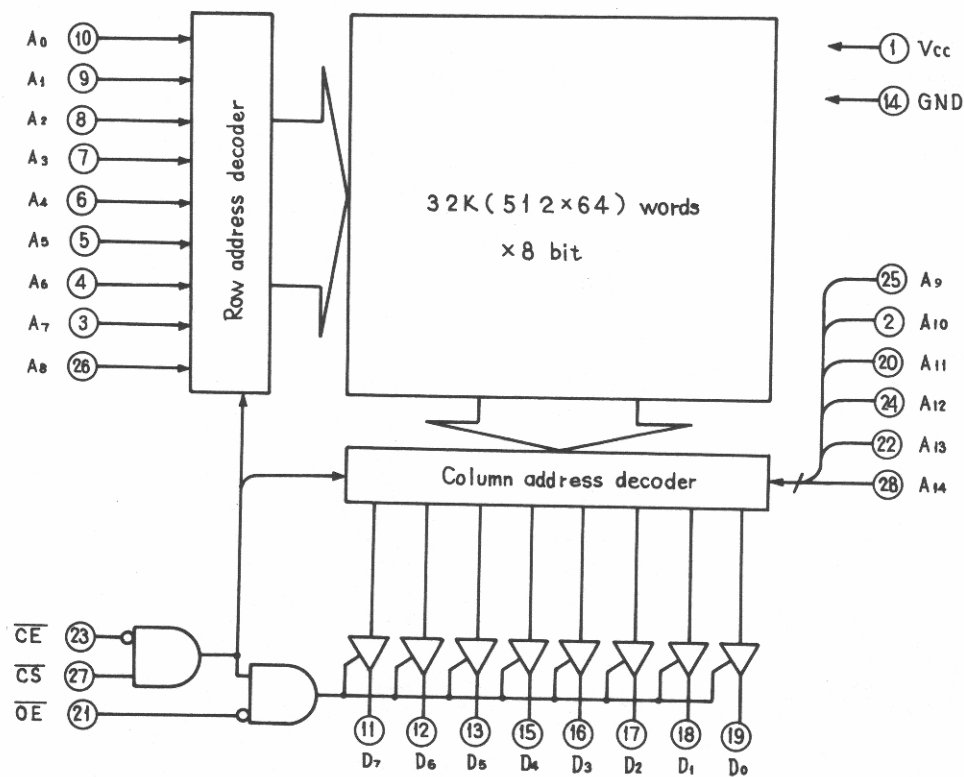 A0 10
A1 9
A2 8
A3 7
A4 6
A5 5
A6 4
A7 3
A8 26
Row address decoder
32K(512×64) words
×8 bit
1 Vcc
14 GND
25 A9
2 A10
20 A11
24 A12
22 A13
28 A14
Column address decoder
C̅E̅ 23
C̅S̅ 27
O̅E̅ 21
11 12 13 15 16 17 18 19
D7 D6 D5 D4 D3 D2 D1 D0